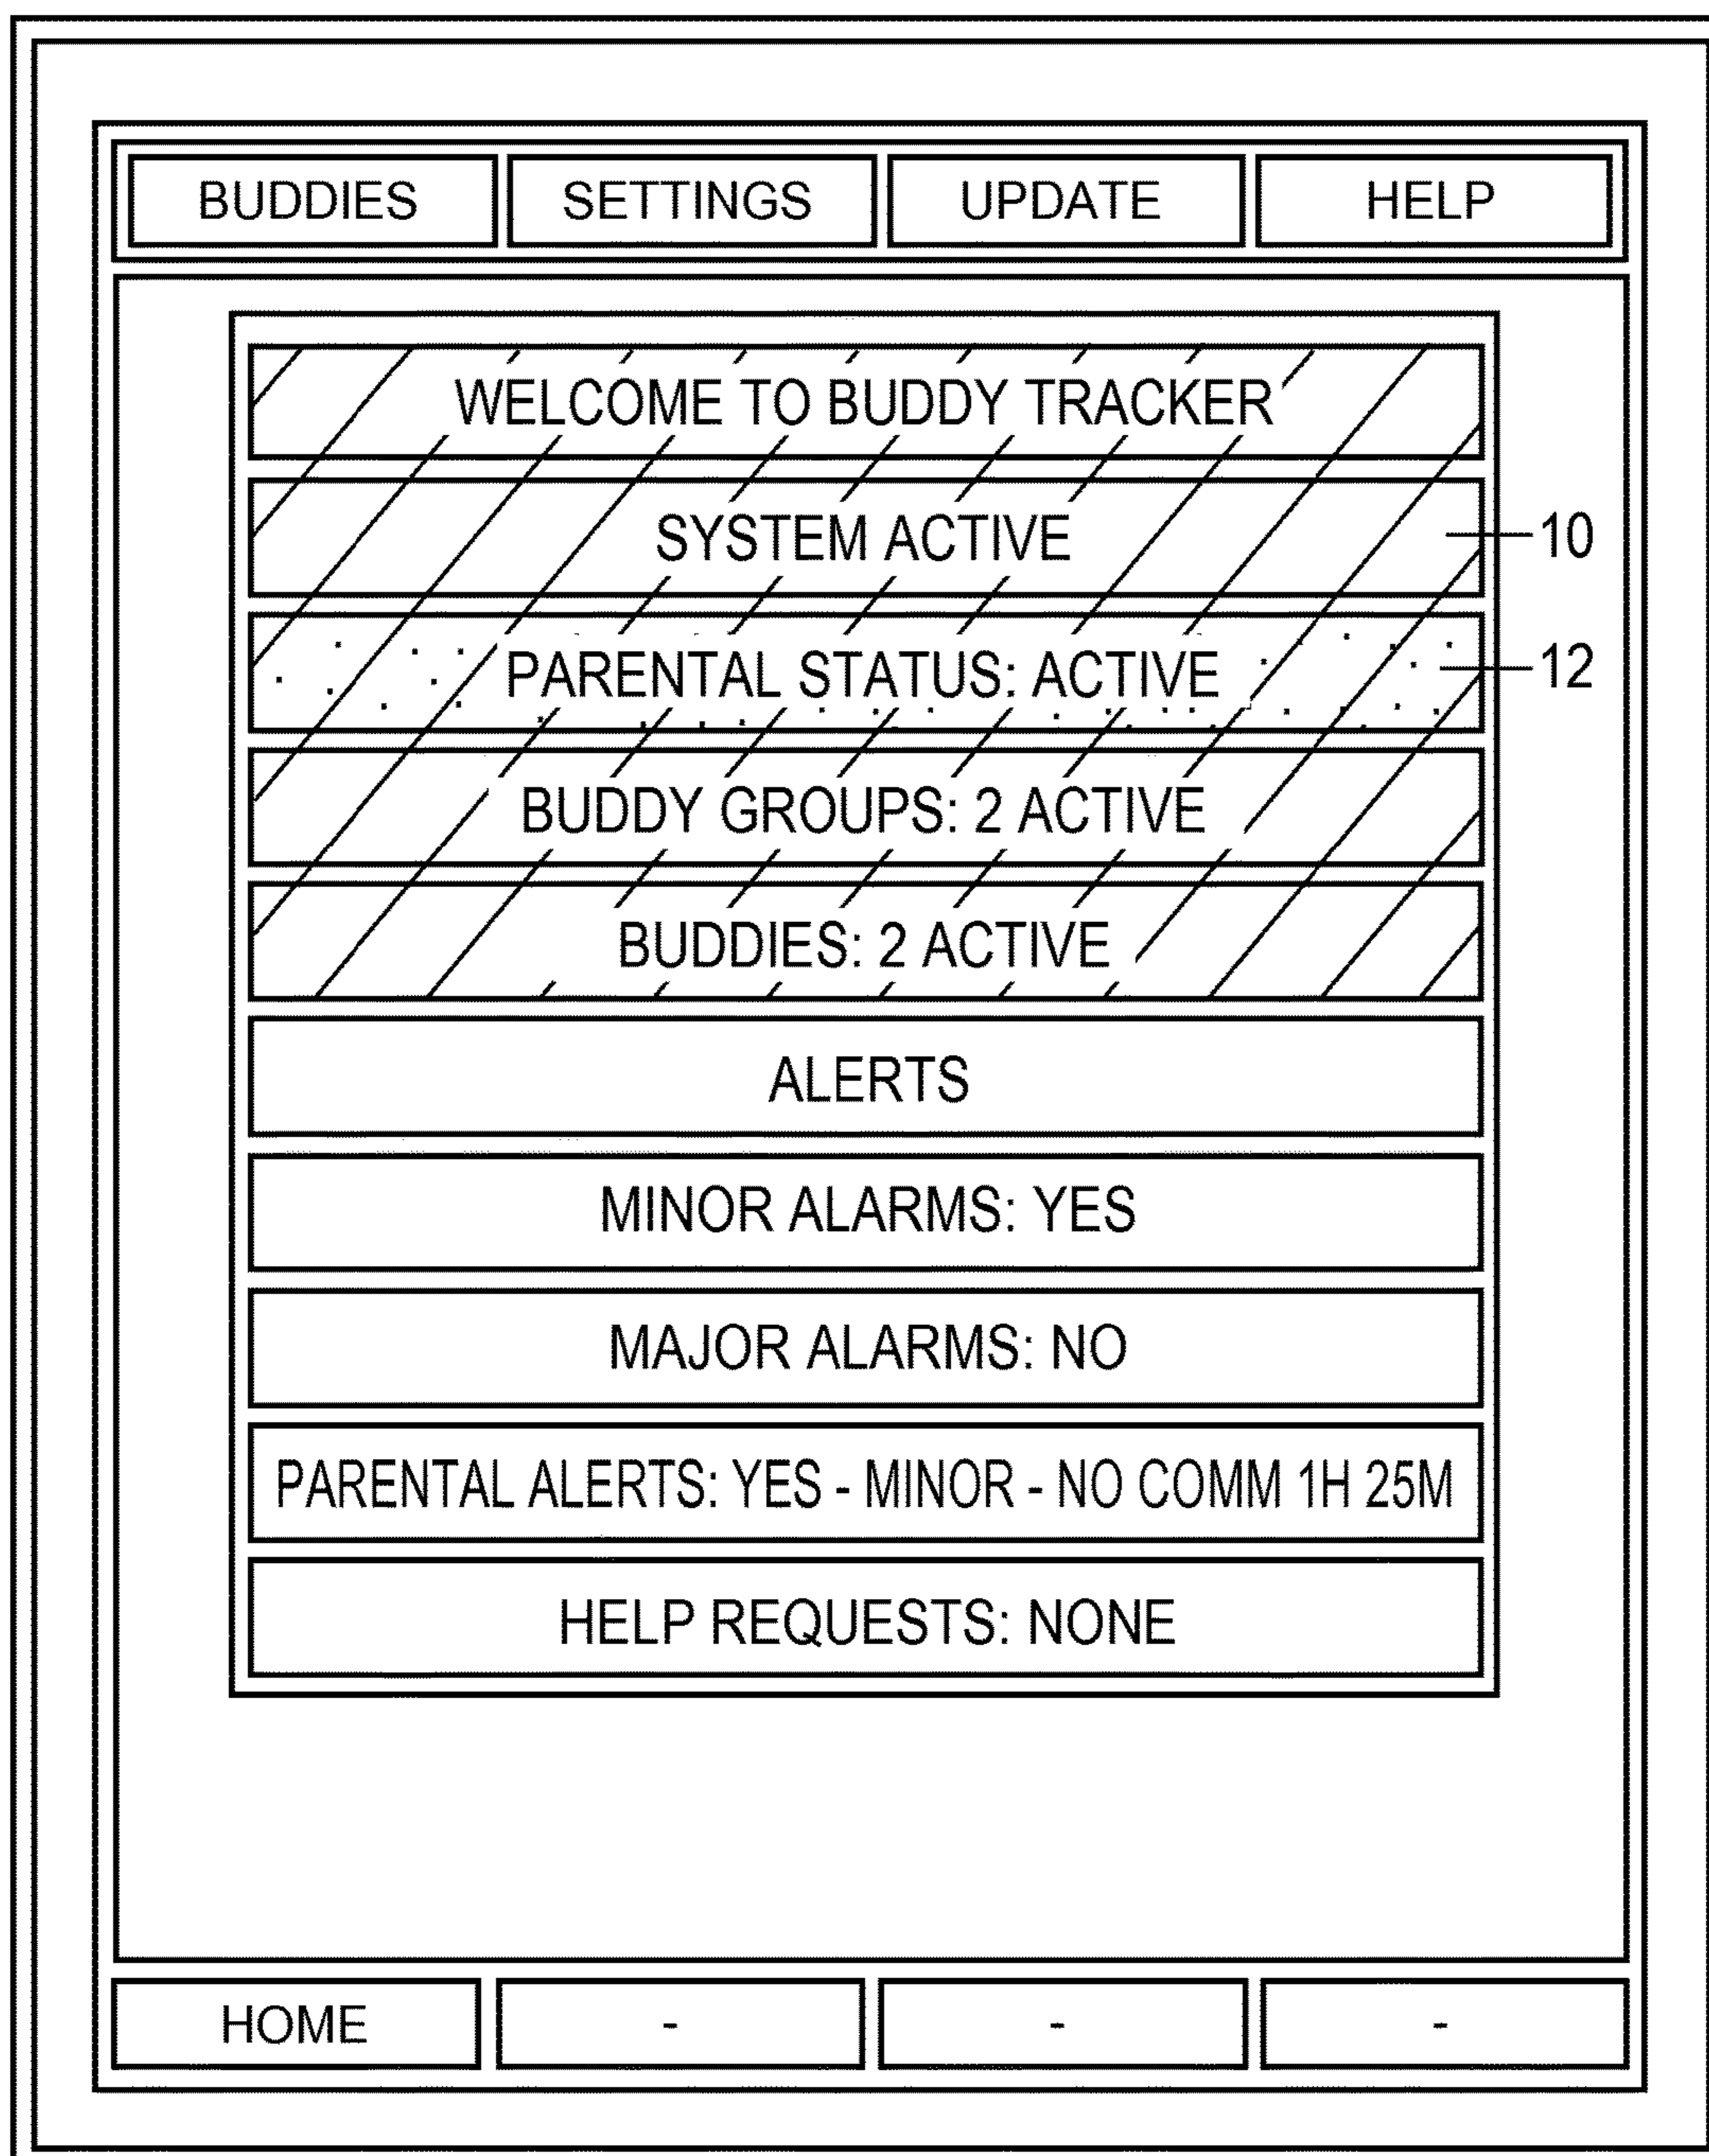 BUDDIES SETTINGS UPDATE HELP
WELCOME TO BUDDY TRACKER
SYSTEM ACTIVE 10
PARENTAL STATUS: ACTIVE 12
BUDDY GROUPS: 2 ACTIVE
BUDDIES: 2 ACTIVE
ALERTS
MINOR ALARMS: YES
MAJOR ALARMS: NO
PARENTAL ALERTS: YES - MINOR - NO COMM 1H 25M
HELP REQUESTS: NONE
HOME - - -